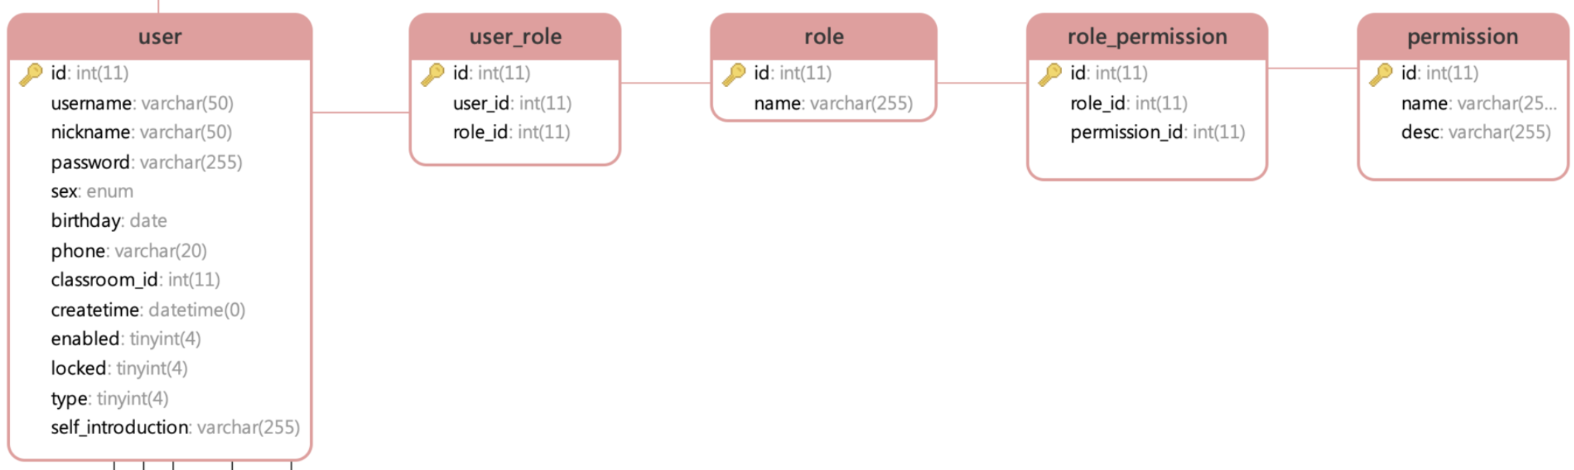 user
id: int(11)
username: varchar(50)
nickname: varchar(50)
password: varchar(255)
sex: enum
birthday: date
phone: varchar(20)
classroom_id: int(11)
createtime: datetime(0)
enabled: tinyint(4)
locked: tinyint(4)
type: tinyint(4)
self_introduction: varchar(255)
user_role
id: int(11)
user_id: int(11)
role_id: int(11)
role
id: int(11)
name: varchar(255)
role_permission
id: int(11)
role_id: int(11)
permission_id: int(11)
permission
id: int(11)
name: varchar(25...
desc: varchar(255)